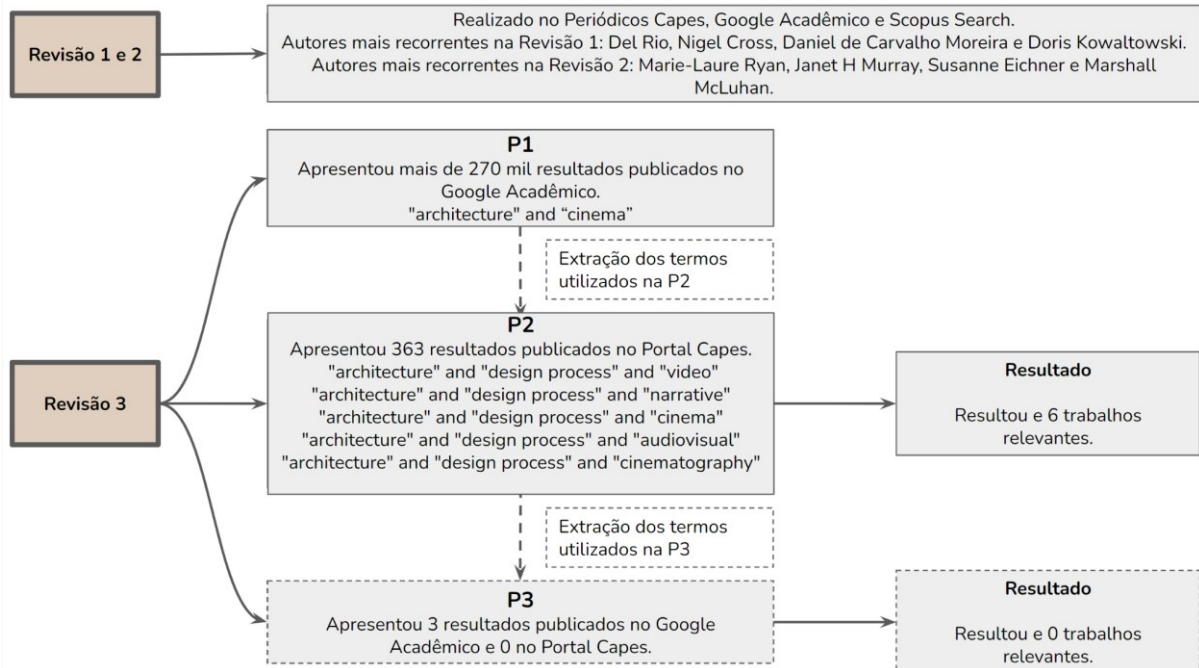 Revisão 1 e 2
Realizado no Periódicos Capes, Google Acadêmico e Scopus Search.
Autores mais recorrentes na Revisão 1: Del Rio, Nigel Cross, Daniel de Carvalho Moreira e Doris Kowaltowski.
Autores mais recorrentes na Revisão 2: Marie-Laure Ryan, Janet H Murray, Susanne Eichner e Marshall
McLuhan.
P1
Apresentou mais de 270 mil resultados publicados no
Google Acadêmico.
"architecture" and “cinema”
Extração dos termos
utilizados na P2
Revisão 3
P2
Apresentou 363 resultados publicados no Portal Capes.
"architecture" and "design process" and "video"
"architecture" and "design process" and "narrative"
"architecture" and "design process" and "cinema"
"architecture" and "design process" and "audiovisual"
"architecture" and "design process" and "cinematography"
Resultado
Resultou e 6 trabalhos
relevantes.
Extração dos termos
utilizados na P3
P3
Apresentou 3 resultados publicados no Google
Acadêmico e 0 no Portal Capes.
Resultado
Resultou e 0 trabalhos
relevantes.